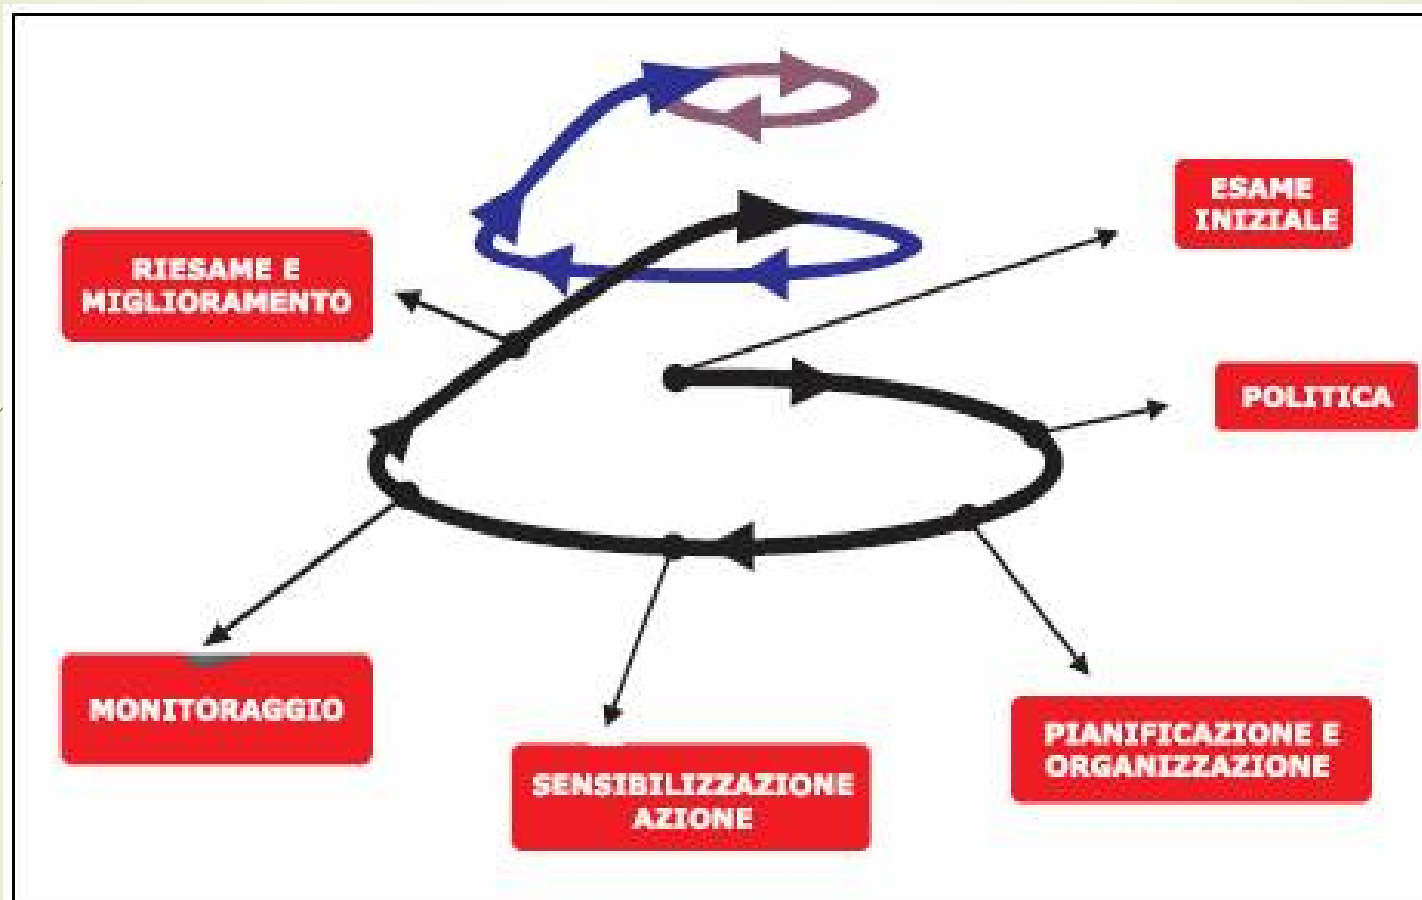 ESAME
INIZIALE
RIESAME E
MIGLIORAMENTO
POLITICA
MONITORAGGIO
PIANIFICAZIONE E
ORGANIZZAZIONE
SENSIBILIZZAZIONE
AZIONE